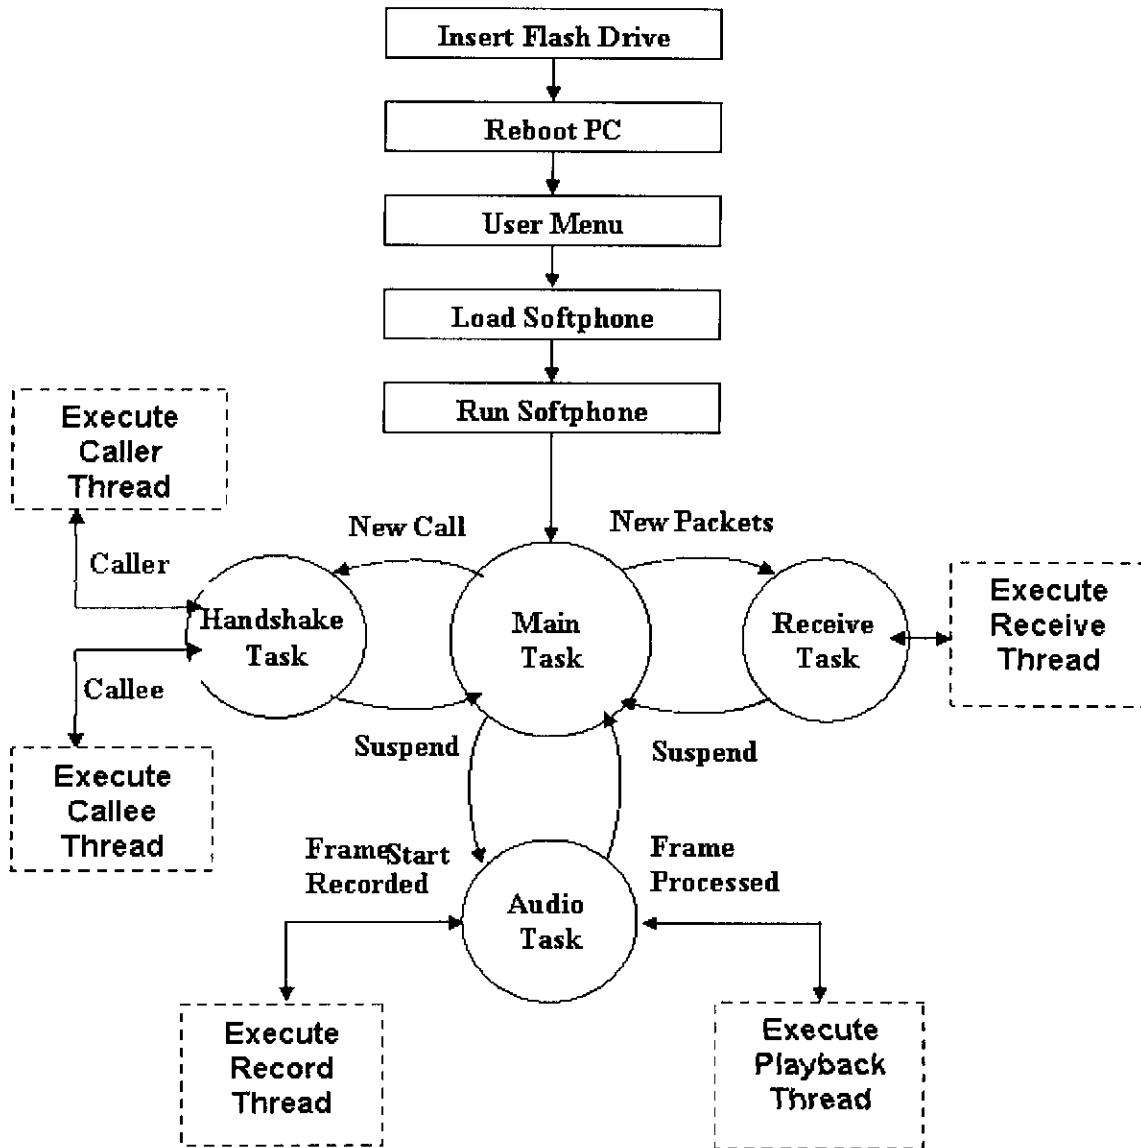 Insert Flash Drive
Reboot PC
User Menu
Load Softphone
Run Softphone
Execute
Caller
Thread
New Call
New Packets
Caller
Handshake
Task
Main
Task
Receive
Task
Execute
Receive
Thread
Callee
Suspend
Suspend
Execute
Callee
Thread
Frame
Recorded
Start
Frame
Processed
Audio
Task
Execute
Record
Thread
Execute
Playback
Thread